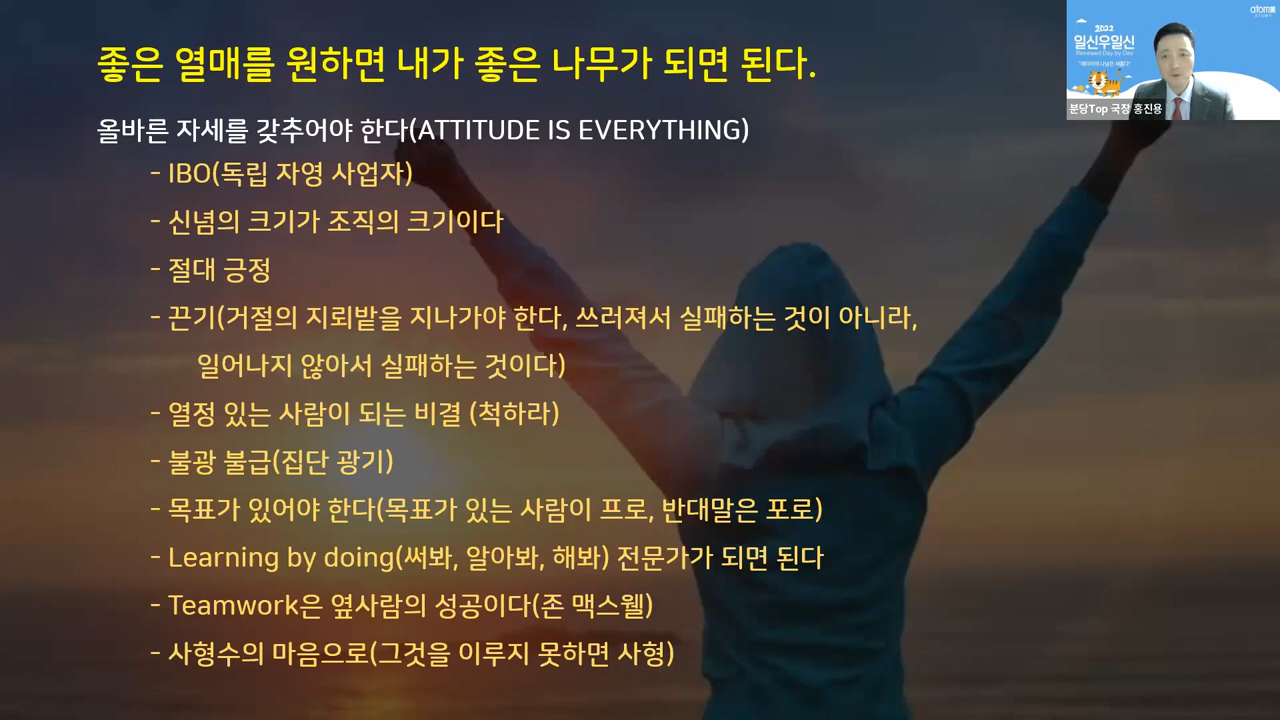 좋은 열매를 원하면 내가 좋은 나무가 되면 된다.
올바른 자세를 갖추어야 한다(ATTITUDE IS EVERYTHING)
- IBO(독립 자영 사업자)
- 신념의 크기가 조직의 크기이다
- 절대 긍정
- 끈기(거절의 지뢰밭을 지나가야 한다, 쓰러져서 실패하는 것이 아니라,
일어나지 않아서 실패하는 것이다)
- 열정 있는 사람이 되는 비결 (척하라)
- 불광 불급(집단 광기)
- 목표가 있어야 한다(목표가 있는 사람이 프로, 반대말은 포로)
- Learning by doing(써봐, 알아봐, 해봐) 전문가가 되면 된다
- Teamwork은 옆사람의 성공이다(존 맥스웰)
- 사형수의 마음으로(그것을 이루지 못하면 사형)
atom美
ATOMY
2022
일신우일신
Renewed Day by Day
분당Top 국장 홍진용